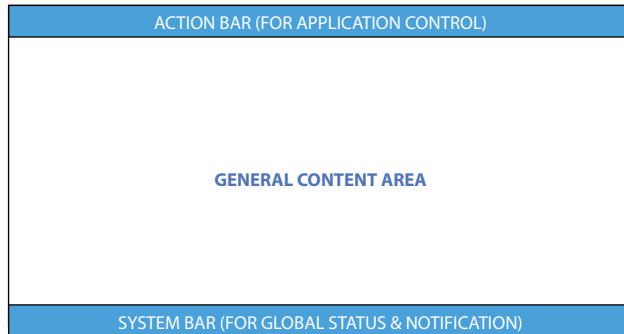 ACTION BAR (FOR APPLICATION CONTROL)
GENERAL CONTENT AREA
SYSTEM BAR (FOR GLOBAL STATUS & NOTIFICATION)